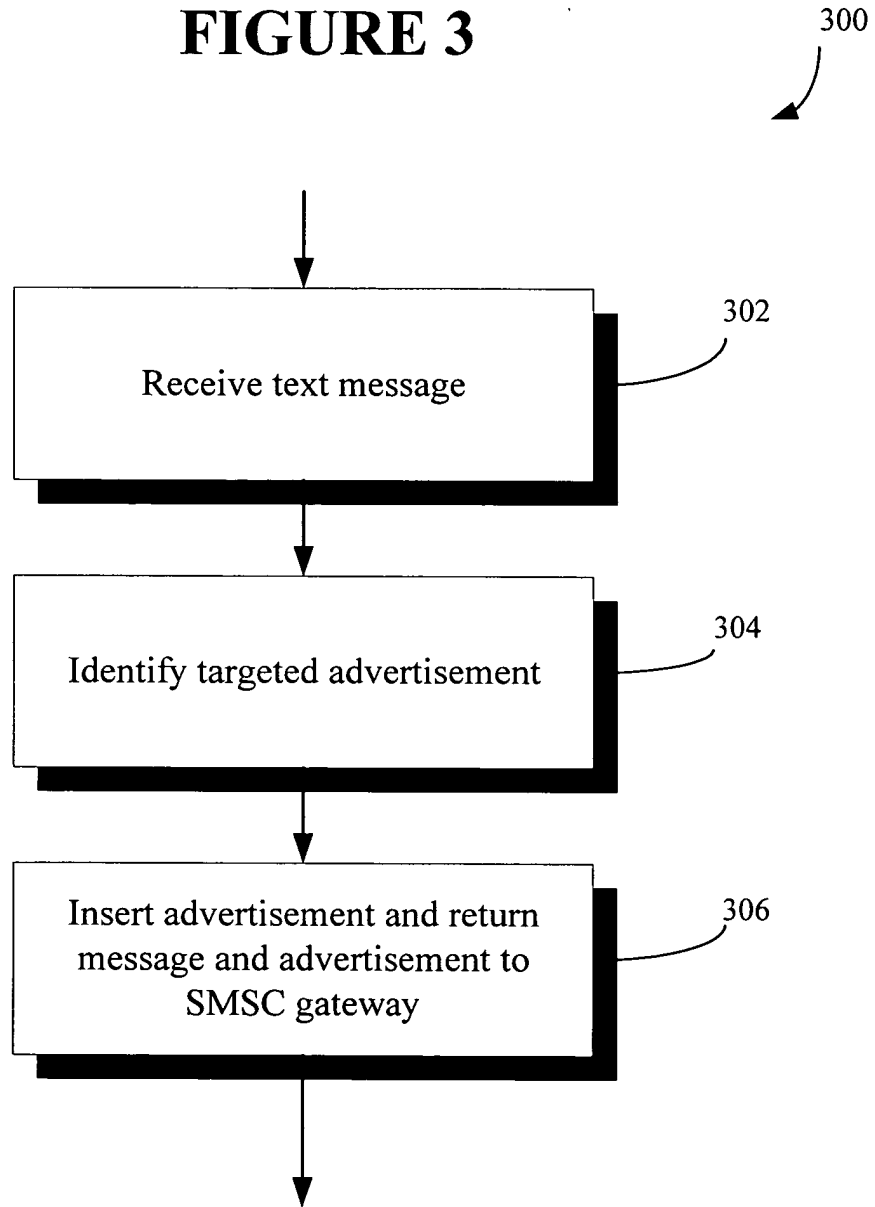 FIGURE 3
300
Receive text message
302
Identify targeted advertisement
304
Insert advertisement and return
message and advertisement to
SMSC gateway
306